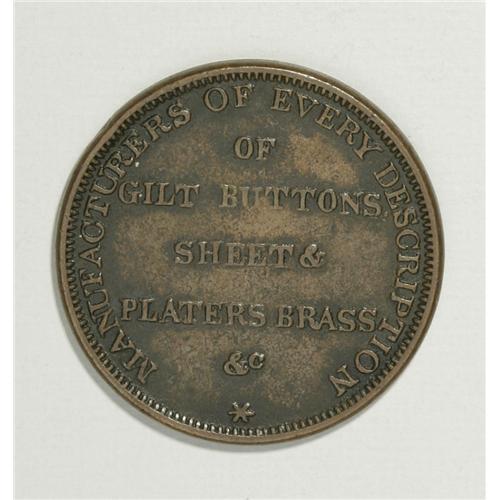 MANUFACTURERS OF EVERY DESCRIPTION
OF
GILT BUTTONS
SHEET &
PLATERS BRASS
&C